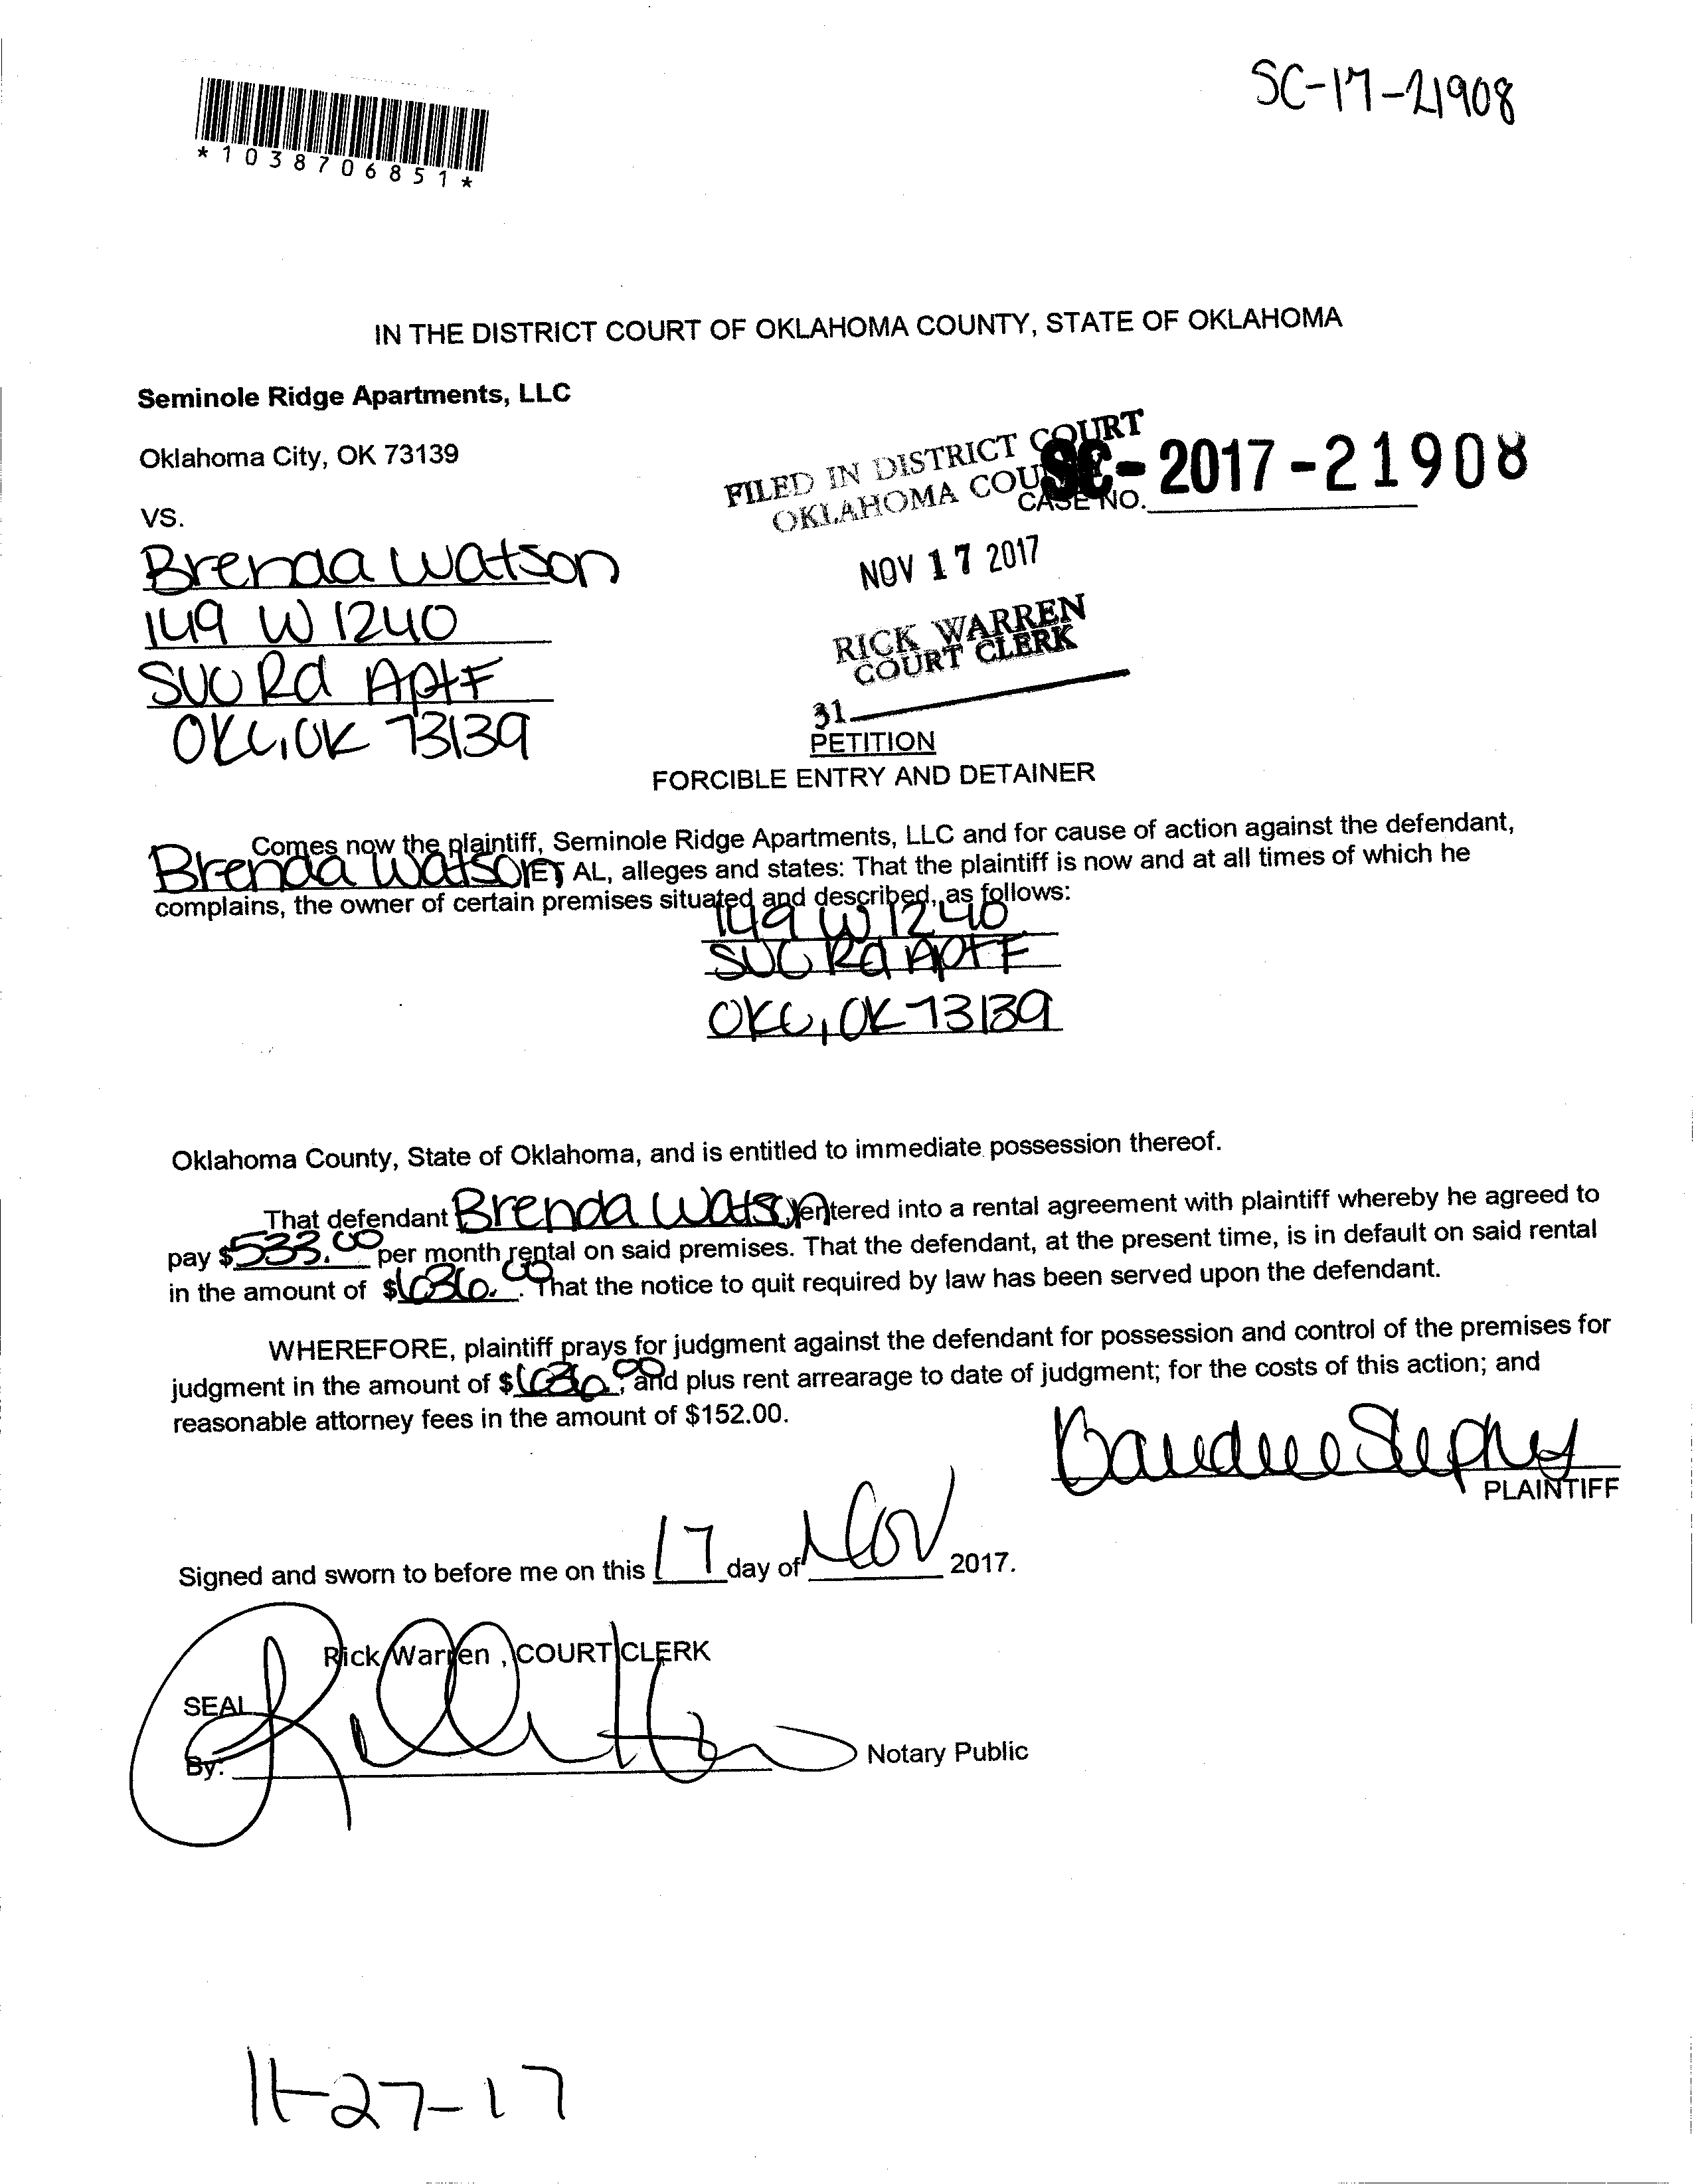 SC-17-21908
*1038706851*
IN THE DISTRICT COURT OF OKLAHOMA COUNTY, STATE OF OKLAHOMA
Seminole Ridge Apartments, LLC
Oklahoma City, OK 73139
FILED IN DISTRICT COURT
OKLAHOMA COU
SC-2017-21908
CASE NO.
VS.
NOV 17 2017
Brenda Watson
149 W 1240
RICK WARREN
COURT CLERK
Rd Apt F
31
OKC, OK 73139
PETITION
FORCIBLE ENTRY AND DETAINER
Comes now the plaintiff, Seminole Ridge Apartments, LLC and for cause of action against the defendant,
Brenda Watson ET AL, alleges and states: That the plaintiff is now and at all times of which he
complains, the owner of certain premises situated and described, as follows:
149 W 1240
Rd Apt F
OKC, OK 73139
Oklahoma County, State of Oklahoma, and is entitled to immediate possession thereof.
That defendant Brenda Watson entered into a rental agreement with plaintiff whereby he agreed to
pay $533.00 per month rental on said premises. That the defendant, at the present time, is in default on said rental
in the amount of $636.00. That the notice to quit required by law has been served upon the defendant.
WHEREFORE, plaintiff prays for judgment against the defendant for possession and control of the premises for
judgment in the amount of $636.00, and plus rent arrearage to date of judgment; for the costs of this action; and
reasonable attorney fees in the amount of $152.00.
PLAINTIFF
Signed and sworn to before me on this 17 day of Nov 2017.
Rick Warren, COURT CLERK
SEAL
By: Notary Public
11-27-17